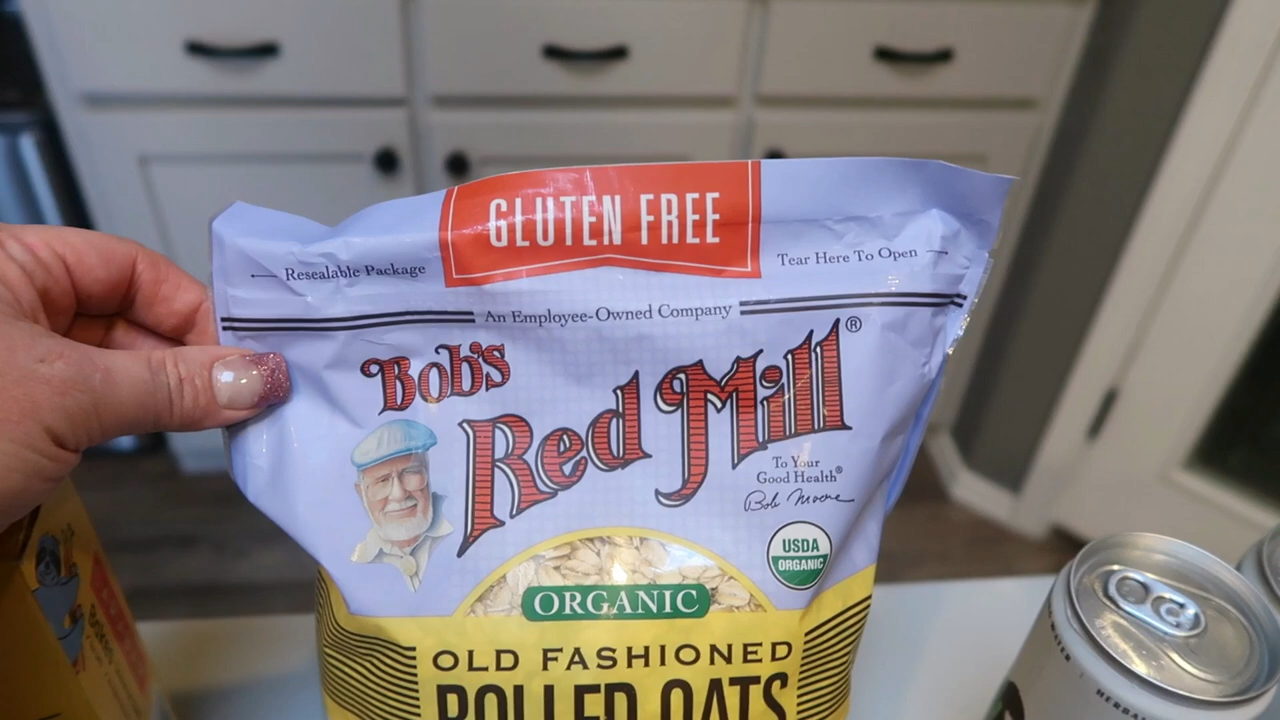 GLUTEN FREE
← Resealable Package
Tear Here To Open →
An Employee-Owned Company
Bob's
Red Mill®
To Your
Good Health®
Bob Moore
USDA
ORGANIC
ORGANIC
OLD FASHIONED
ROLLED OATS